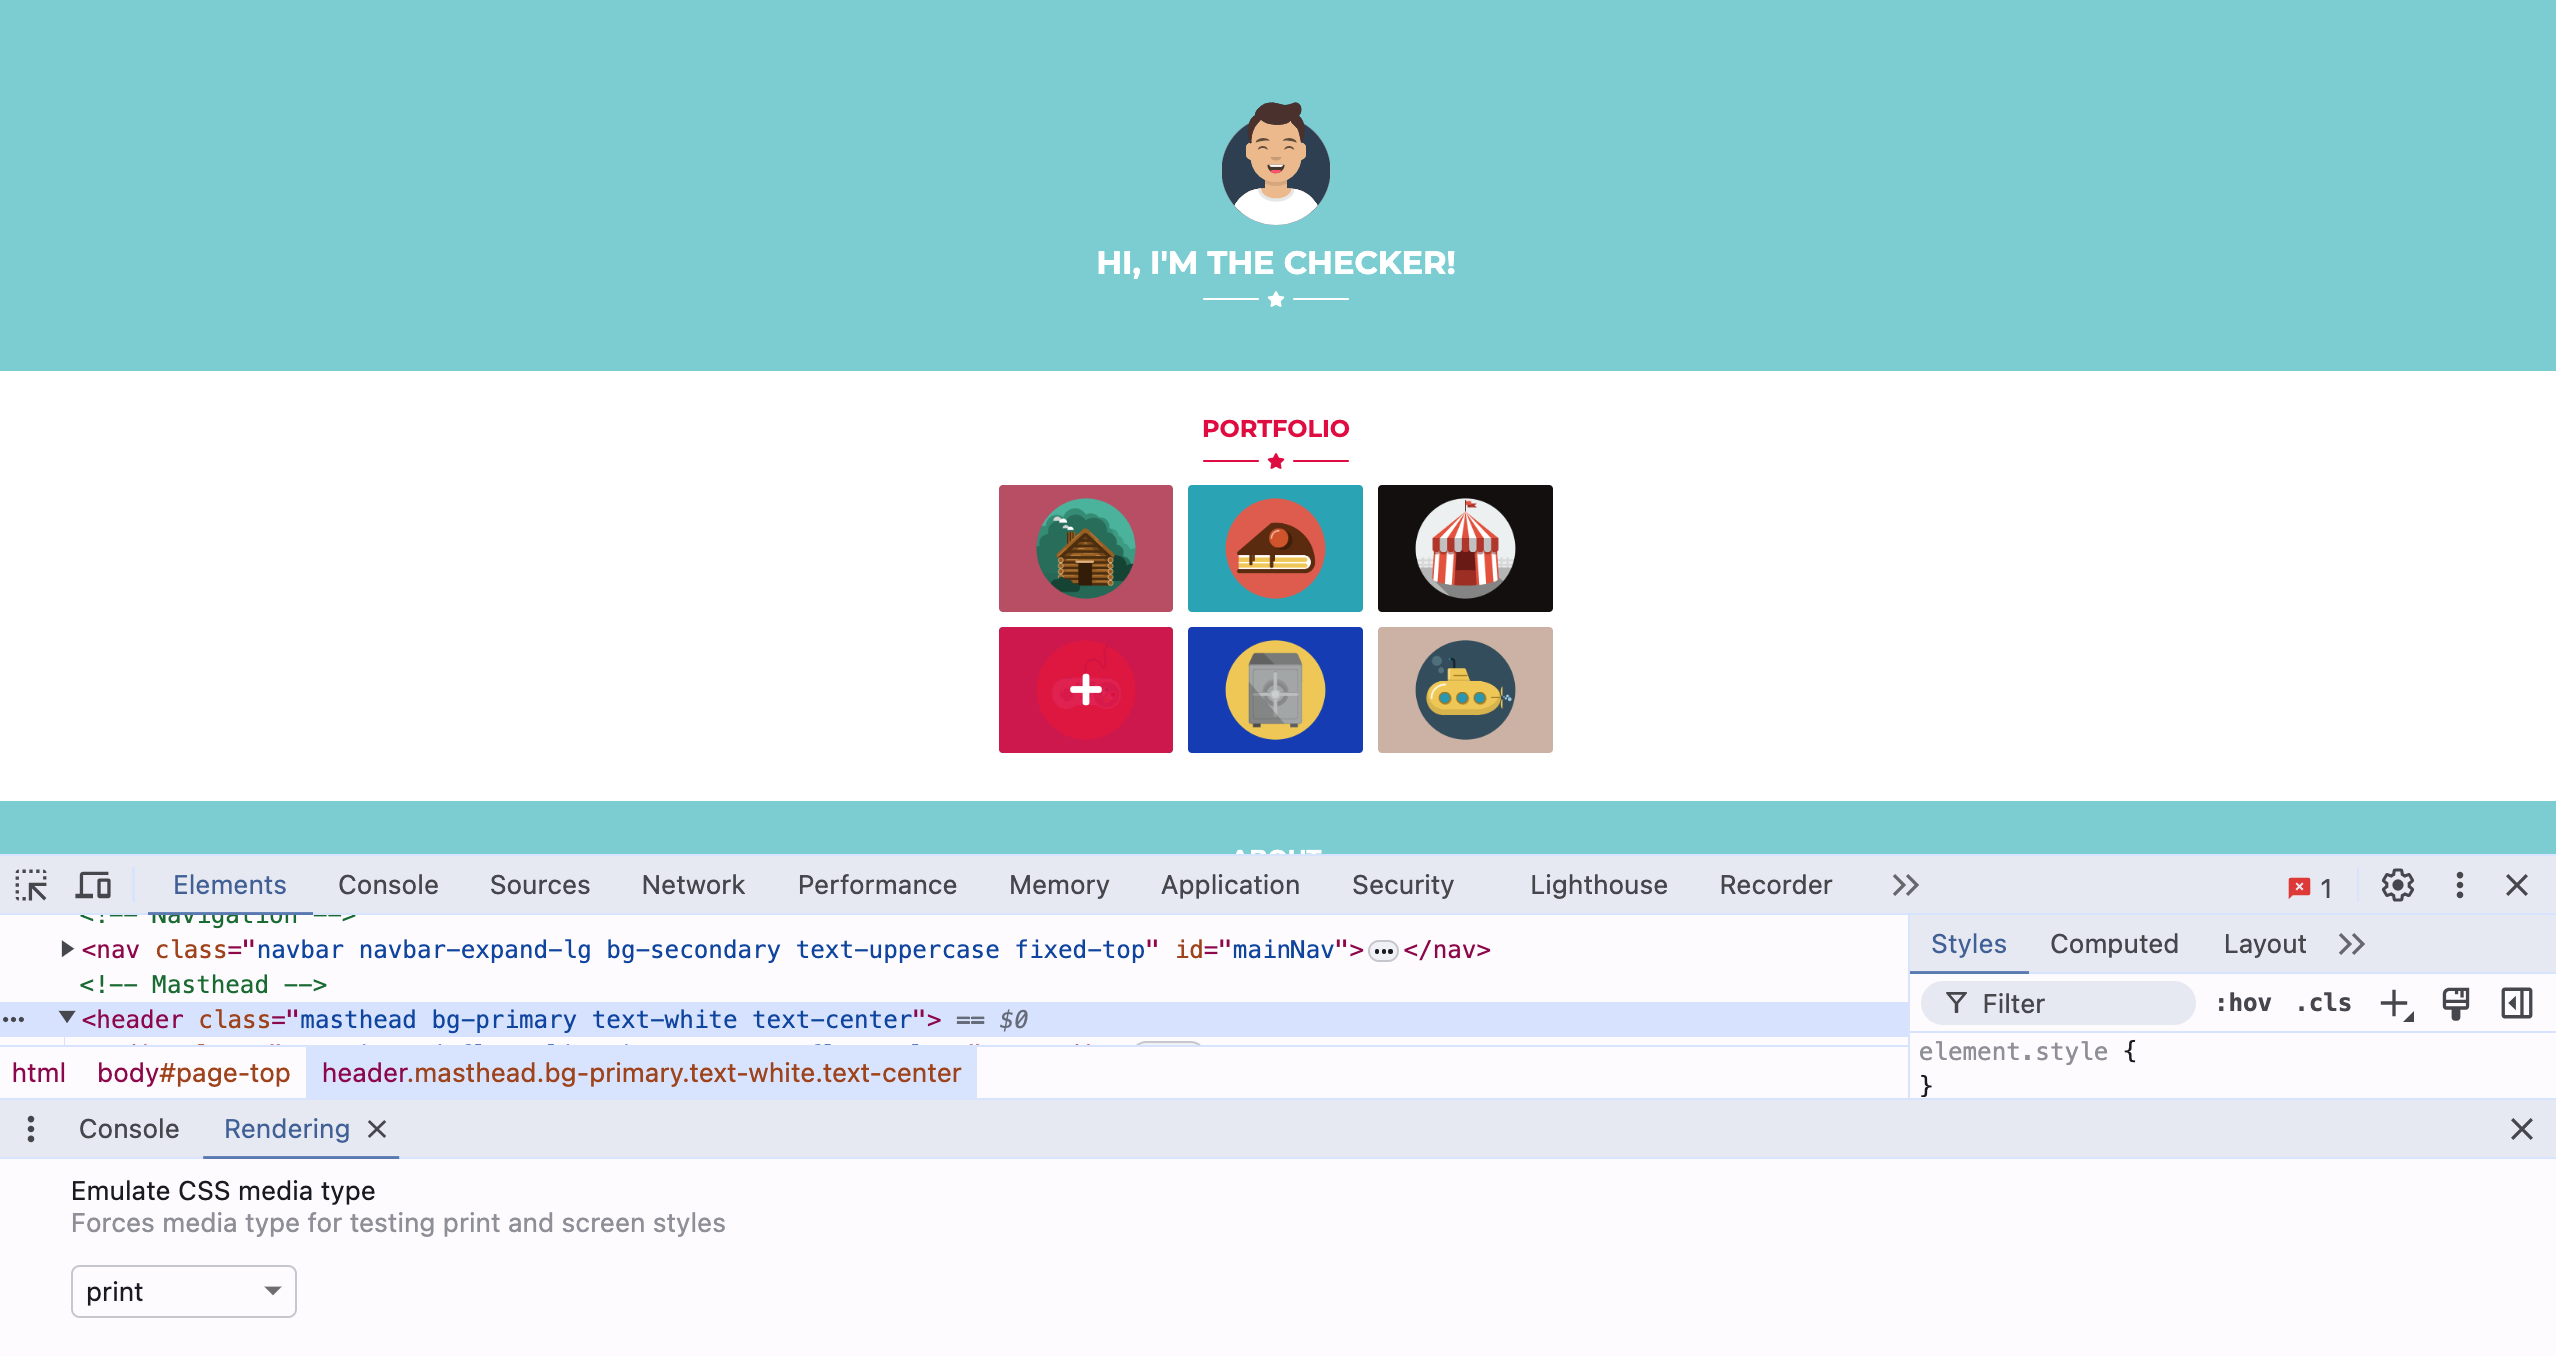 HI, I'M THE CHECKER!
PORTFOLIO
ABOUT
Elements Console Sources Network Performance Memory Application Security Lighthouse Recorder 1
<!-- Navigation -->
<nav class="navbar navbar-expand-lg bg-secondary text-uppercase fixed-top" id="mainNav">…</nav>
<!-- Masthead -->
<header class="masthead bg-primary text-white text-center"> == $0
html body#page-top header.masthead.bg-primary.text-white.text-center
Styles Computed Layout
Filter :hov .cls
element.style {
}
Console Rendering
Emulate CSS media type
Forces media type for testing print and screen styles
print